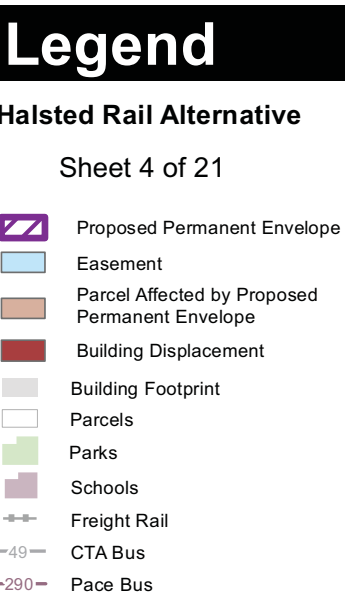 Legend
Halsted Rail Alternative
Sheet 4 of 21
Proposed Permanent Envelope
Easement
Parcel Affected by Proposed
Permanent Envelope
Building Displacement
Building Footprint
Parcels
Parks
Schools
Freight Rail
49 CTA Bus
290 Pace Bus